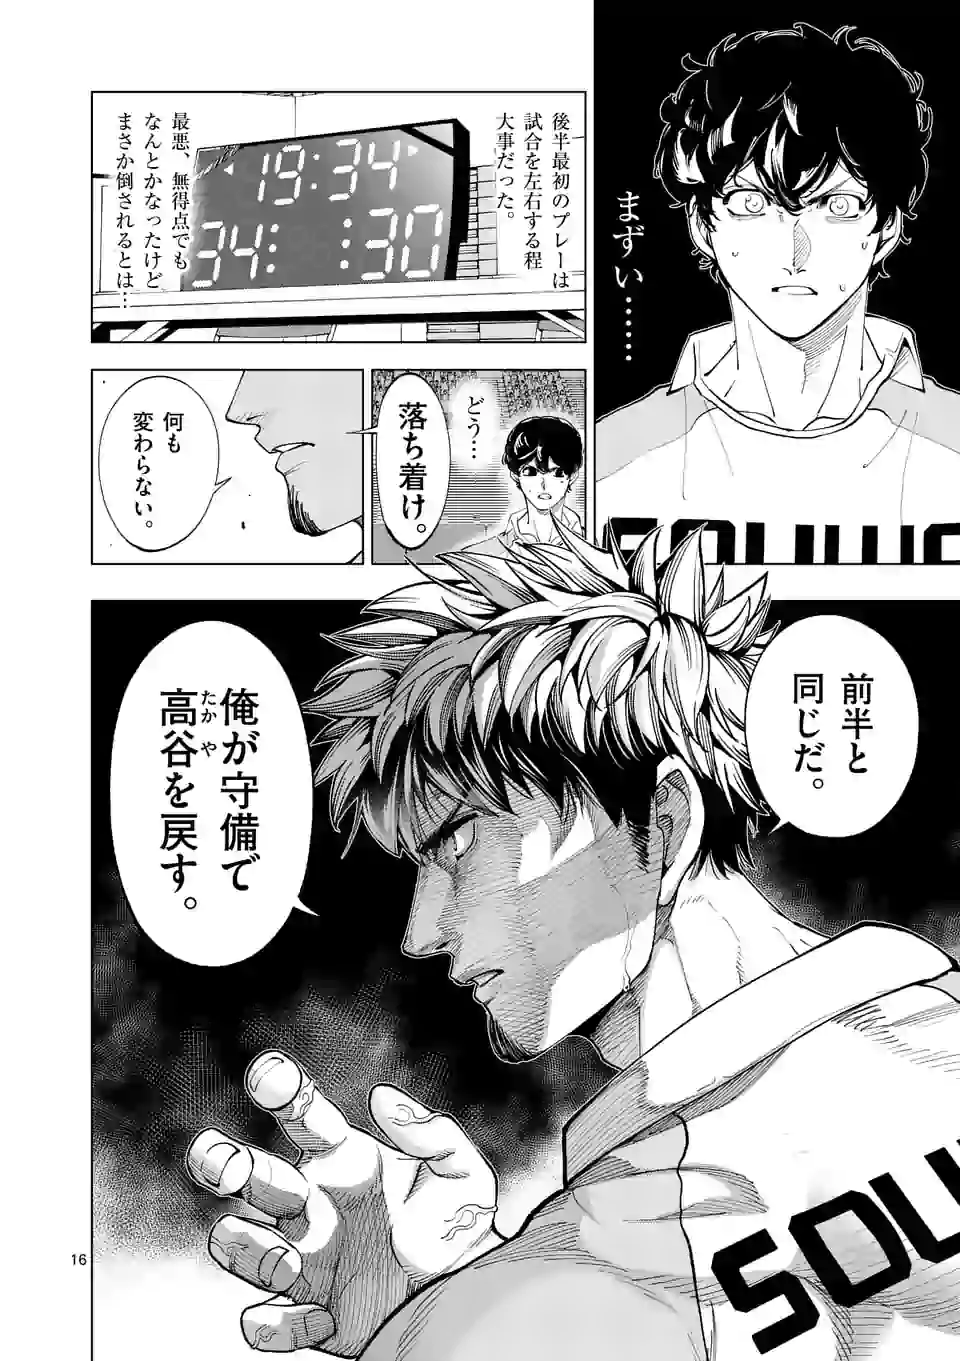 まずい……
後半最初のプレーは
試合を左右する程
大事だった。
19:34
34::30
最悪、無得点でも
なんとかなったけど
まさか倒されるとは…
どう…
落ち着け。
何も
変わらない。
前半と
同じだ。
俺が守備で
高谷を戻す。
たかや
SOU
16